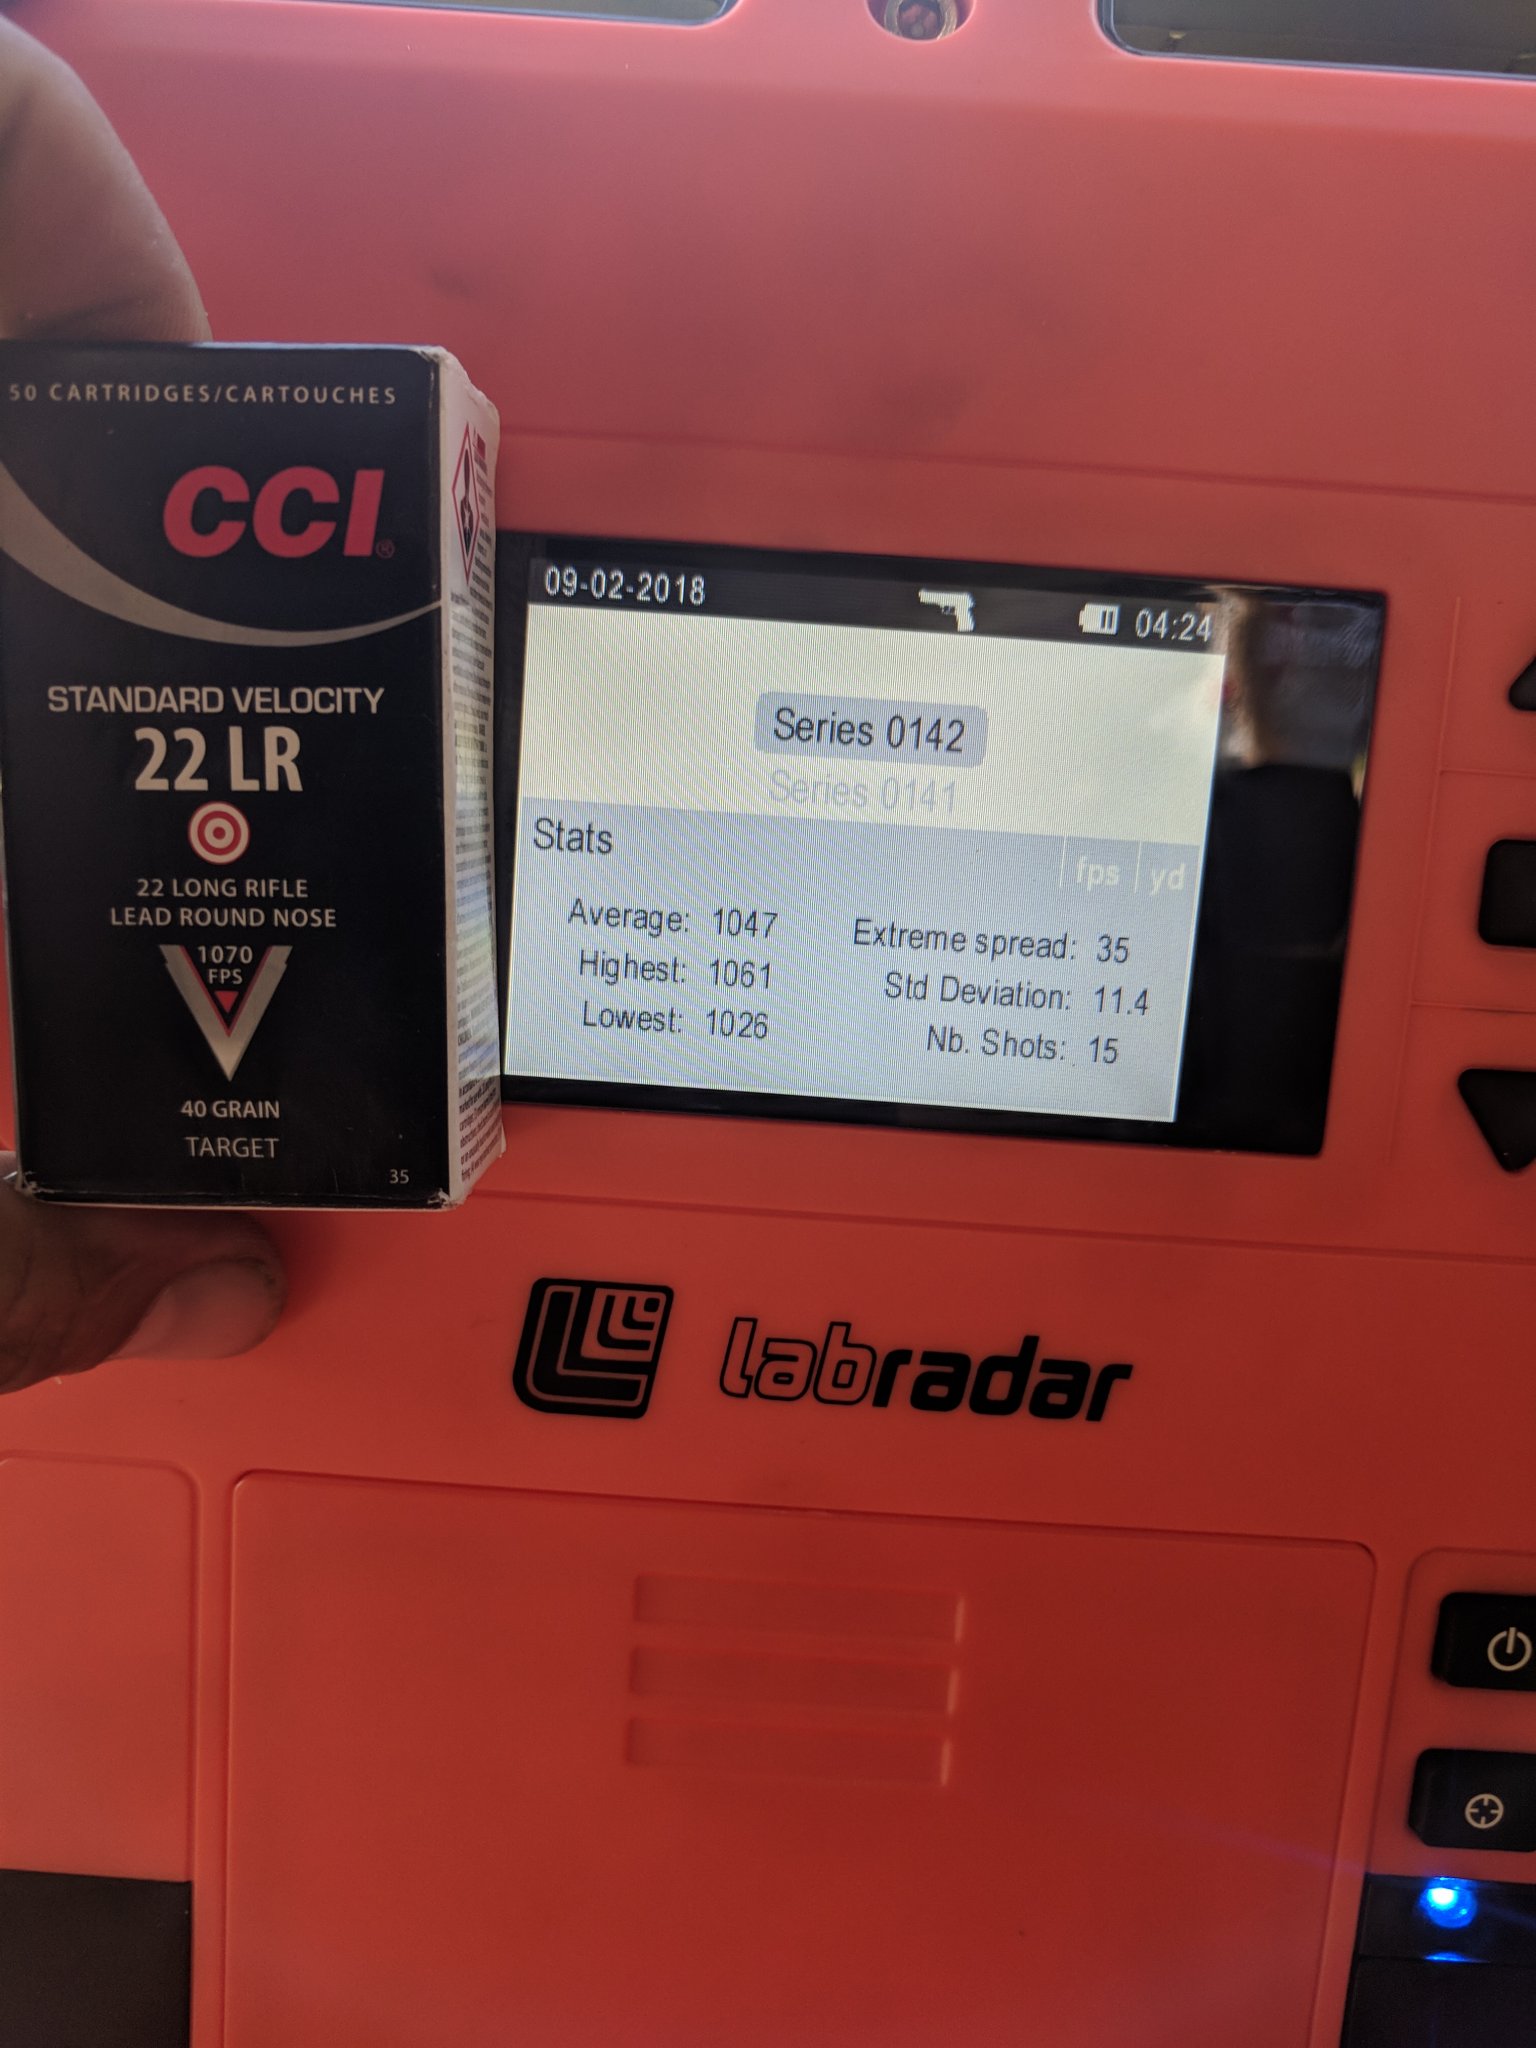 50 CARTRIDGES/CARTOUCHES
CCI®
STANDARD VELOCITY
22 LR
22 LONG RIFLE
LEAD ROUND NOSE
1070
FPS
40 GRAIN
TARGET
35
09-02-2018 04:24
Series 0142
Series 0141
Stats fps yd
Average: 1047 Extreme spread: 35
Highest: 1061 Std Deviation: 11.4
Lowest: 1026 Nb. Shots: 15
labradar